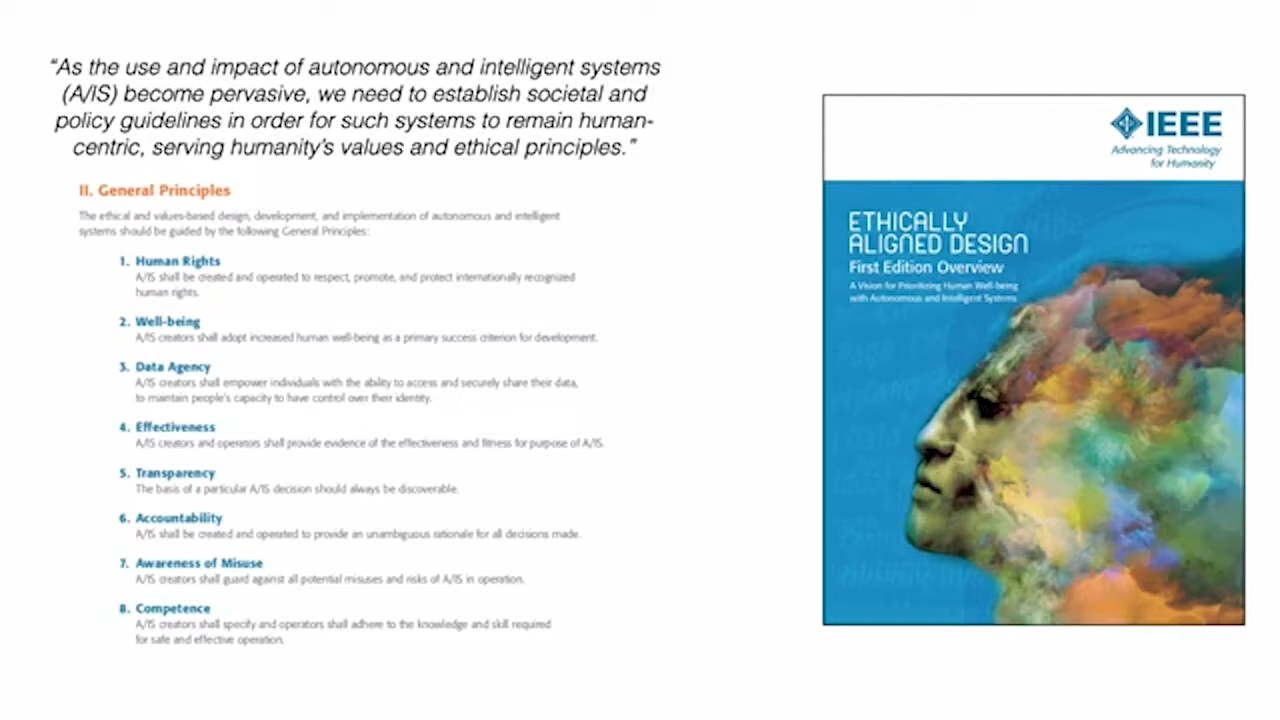 “As the use and impact of autonomous and intelligent systems
(A/IS) become pervasive, we need to establish societal and
policy guidelines in order for such systems to remain human-
centric, serving humanity’s values and ethical principles.”
II. General Principles
The ethical and values-based design, development, and implementation of autonomous and intelligent
systems should be guided by the following General Principles:
1. Human Rights
A/IS shall be created and operated to respect, promote, and protect internationally recognized
human rights.
2. Well-being
A/IS creators shall adopt increased human well-being as a primary success criterion for development.
3. Data Agency
A/IS creators shall empower individuals with the ability to access and securely share their data,
to maintain people’s capacity to have control over their identity.
4. Effectiveness
A/IS creators and operators shall provide evidence of the effectiveness and fitness for purpose of A/IS.
5. Transparency
The basis of a particular A/IS decision should always be discoverable.
6. Accountability
A/IS shall be created and operated to provide an unambiguous rationale for all decisions made.
7. Awareness of Misuse
A/IS creators shall guard against all potential misuses and risks of A/IS in operation.
8. Competence
A/IS creators shall specify and operators shall adhere to the knowledge and skill required
for safe and effective operation.
IEEE
Advancing Technology
for Humanity
ETHICALLY
ALIGNED DESIGN
First Edition Overview
A Vision for Prioritizing Human Well-being
with Autonomous and Intelligent Systems